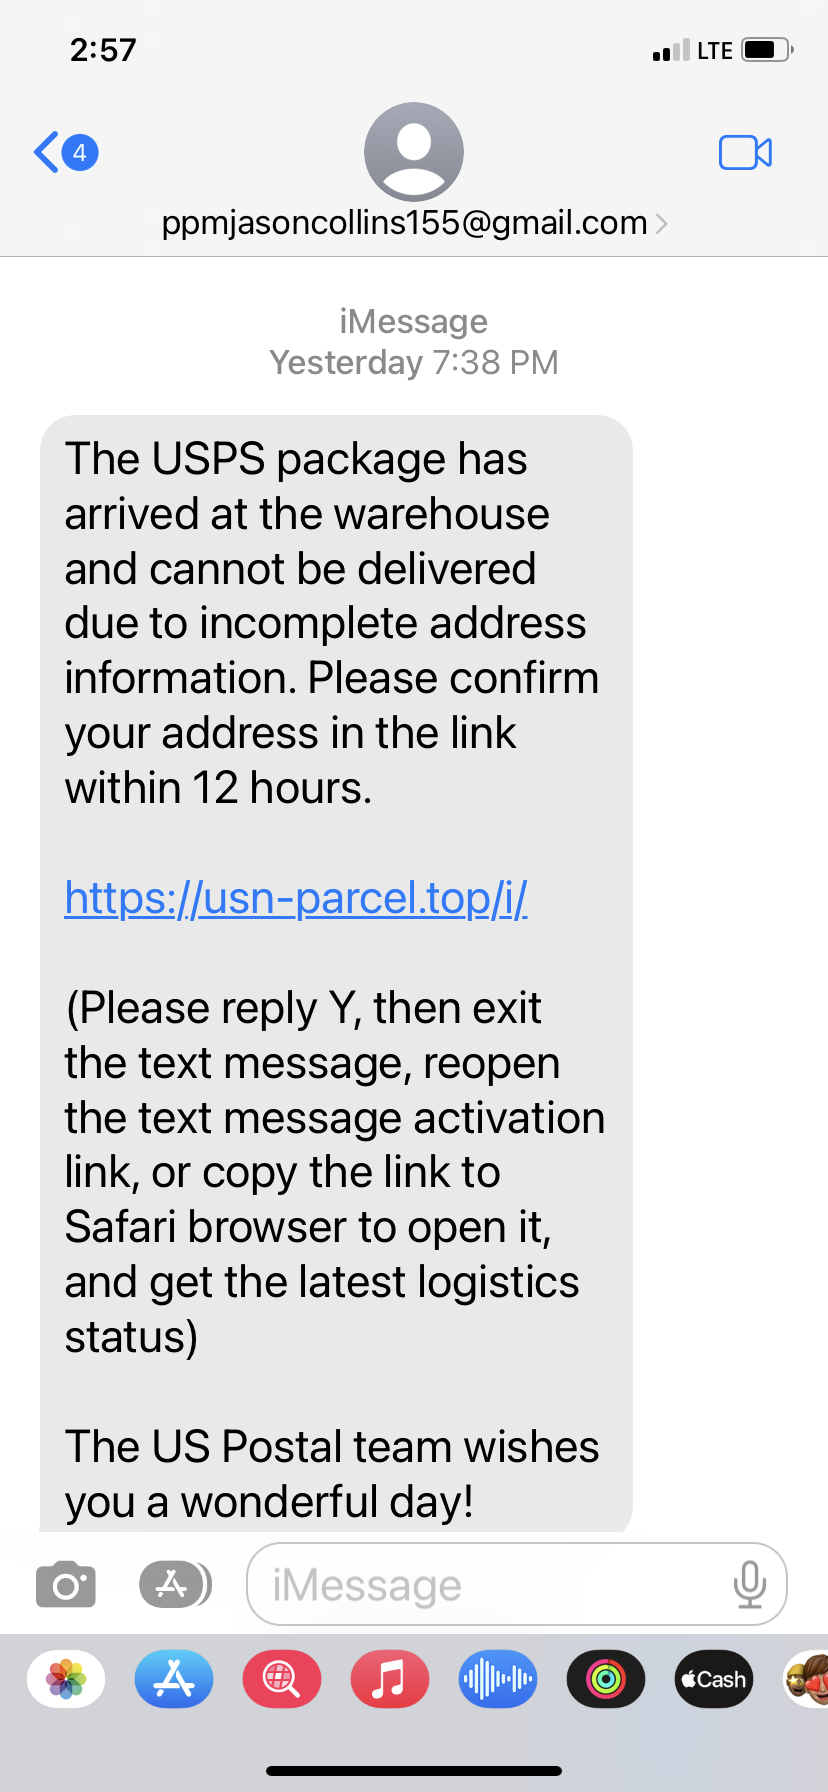 2:57
LTE
4
ppmjasoncollins155@gmail.com
iMessage
Yesterday 7:38 PM
The USPS package has
arrived at the warehouse
and cannot be delivered
due to incomplete address
information. Please confirm
your address in the link
within 12 hours.
https://usn-parcel.top/i/
(Please reply Y, then exit
the text message, reopen
the text message activation
link, or copy the link to
Safari browser to open it,
and get the latest logistics
status)
The US Postal team wishes
you a wonderful day!
iMessage
Cash